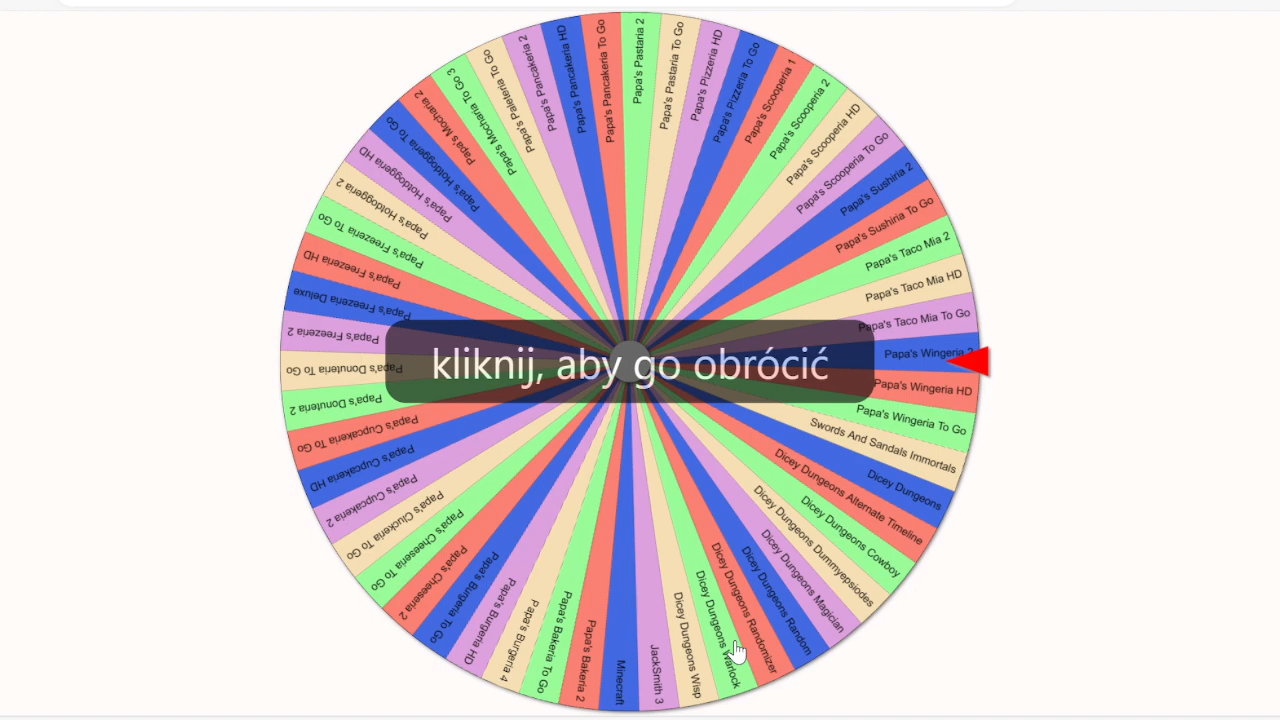 Papa's Pastaria 2
Papa's Pastaria To Go
Papa's Pizzeria HD
Papa's Pizzeria To Go
Papa's Scooperia 1
Papa's Scooperia 2
Papa's Scooperia HD
Papa's Scooperia To Go
Papa's Sushiria 2
Papa's Sushiria To Go
Papa's Taco Mia 2
Papa's Taco Mia HD
Papa's Taco Mia To Go
Papa's Wingeria 2
Papa's Wingeria HD
Papa's Wingeria To Go
Swords And Sandals Immortals
Dicey Dungeons
Dicey Dungeons Alternate Timeline
Dicey Dungeons Cowboy
Dicey Dungeons Dummyepsiodes
Dicey Dungeons Magician
Dicey Dungeons Random
Dicey Dungeons Randomizer
Dicey Dungeons Warlock
Dicey Dungeons Wisp
JackSmith 3
Minecraft
Papa's Bakeria 2
Papa's Bakeria To Go
Papa's Burgeria 4
Papa's Burgeria HD
Papa's Burgeria To Go
Papa's Cheeseria 2
Papa's Cheeseria To Go
Papa's Cluckeria To Go
Papa's Cupcakeria 2
Papa's Cupcakeria HD
Papa's Cupcakeria To Go
Papa's Donuteria 2
Papa's Donuteria To Go
Papa's Freezeria 2
Papa's Freezeria Deluxe
Papa's Freezeria HD
Papa's Freezeria To Go
Papa's Hotdoggeria 2
Papa's Hotdoggeria HD
Papa's Hotdoggeria To Go
Papa's Mocharia 2
Papa's Mocharia To Go 3
Papa's Paleteria To Go
Papa's Pancakeria 2
Papa's Pancakeria HD
Papa's Pancakeria To Go
kliknij, aby go obrócić